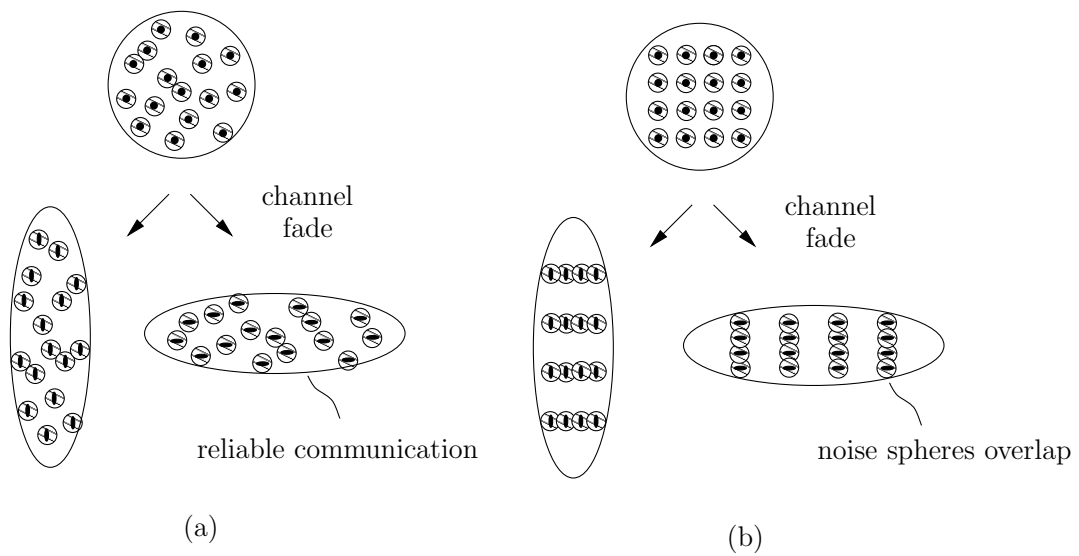 channel
fade
reliable communication
(a)
channel
fade
noise spheres overlap
(b)